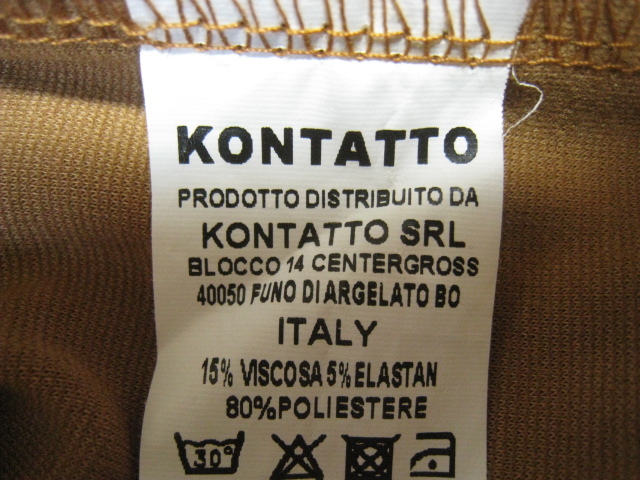 KONTATTO
PRODOTTO DISTRIBUITO DA
KONTATTO SRL
BLOCCO 14 CENTERGROSS
40050 FUNO DI ARGELATO BO
ITALY
15% VISCOSA 5% ELASTAN
80% POLIESTERE
30°